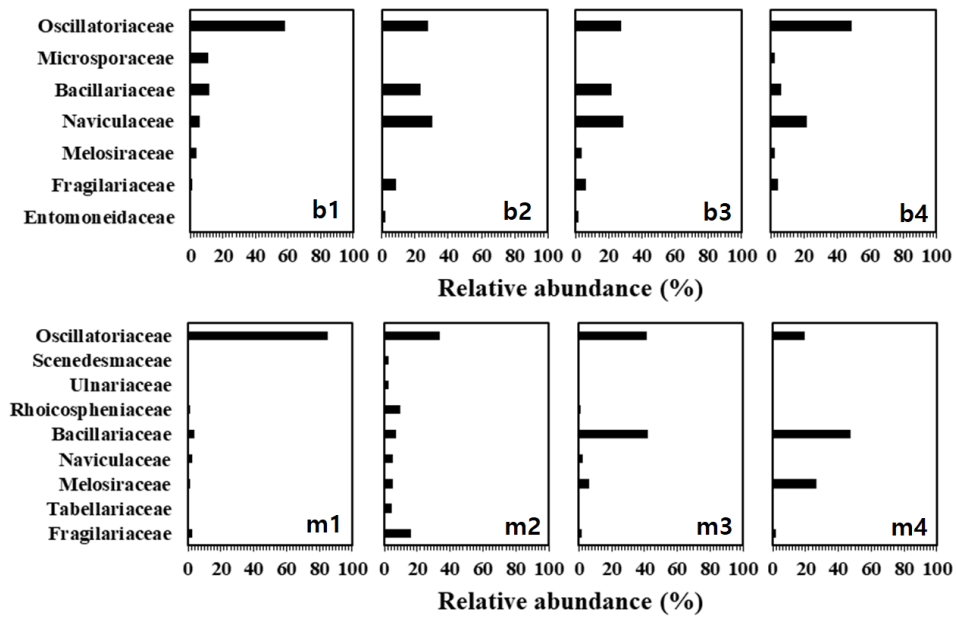 Oscillatoriaceae
Microsporaceae
Bacillariaceae
Naviculaceae
Melosiraceae
Fragilariaceae
Entomoneidaceae
b1 b2 b3 b4
0 20 40 60 80 100 0 20 40 60 80 100 0 20 40 60 80 100 0 20 40 60 80 100
Relative abundance (%)
Oscillatoriaceae
Scenedesmaceae
Ulnariaceae
Rhoicospheniaceae
Bacillariaceae
Naviculaceae
Melosiraceae
Tabellariaceae
Fragilariaceae
m1 m2 m3 m4
0 20 40 60 80 100 0 20 40 60 80 100 0 20 40 60 80 100 0 20 40 60 80 100
Relative abundance (%)